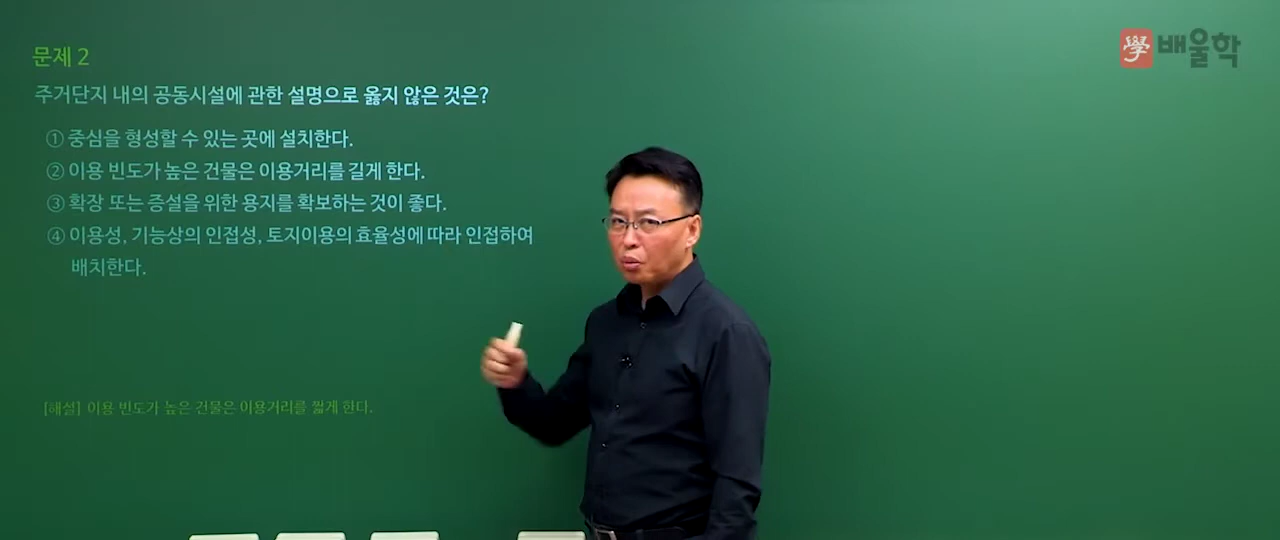 學 배울학
문제 2
주거단지 내의 공동시설에 관한 설명으로 옳지 않은 것은?
① 중심을 형성할 수 있는 곳에 설치한다.
② 이용 빈도가 높은 건물은 이용거리를 길게 한다.
③ 확장 또는 증설을 위한 용지를 확보하는 것이 좋다.
④ 이용성, 기능상의 인접성, 토지이용의 효율성에 따라 인접하여
배치한다.
[해설] 이용 빈도가 높은 건물은 이용거리를 짧게 한다.